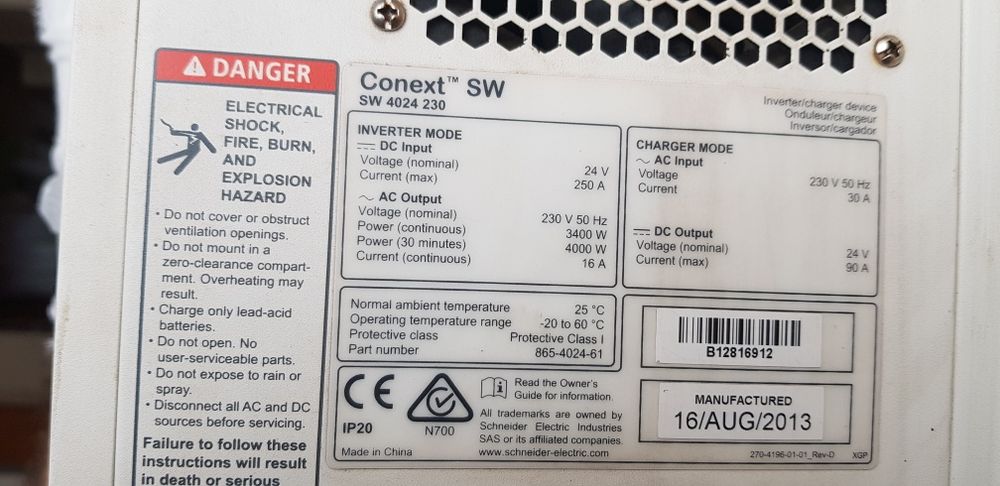 DANGER
ELECTRICAL
SHOCK,
FIRE, BURN,
AND
EXPLOSION
HAZARD
• Do not cover or obstruct
ventilation openings.
• Do not mount in a
zero-clearance compart-
ment. Overheating may
result.
• Charge only lead-acid
batteries.
• Do not open. No
user-serviceable parts.
• Do not expose to rain or
spray.
• Disconnect all AC and DC
sources before servicing.
Failure to follow these
instructions will result
in death or serious
Conext™ SW
SW 4024 230
Inverter/charger device
Onduleur/chargeur
Inversor/cargador
INVERTER MODE
DC Input
Voltage (nominal) 24 V
Current (max) 250 A
AC Output
Voltage (nominal) 230 V 50 Hz
Power (continuous) 3400 W
Power (30 minutes) 4000 W
Current (continuous) 16 A
CHARGER MODE
AC Input
Voltage 230 V 50 Hz
Current 30 A
DC Output
Voltage (nominal) 24 V
Current (max) 90 A
Normal ambient temperature 25 °C
Operating temperature range -20 to 60 °C
Protective class Protective Class I
Part number 865-4024-61
B12816912
CE
IP20
N700
Read the Owner's
Guide for information.
All trademarks are owned by
Schneider Electric Industries
SAS or its affiliated companies.
www.schneider-electric.com
Made in China
MANUFACTURED
16/AUG/2013
270-4196-01-01_Rev-D XGP